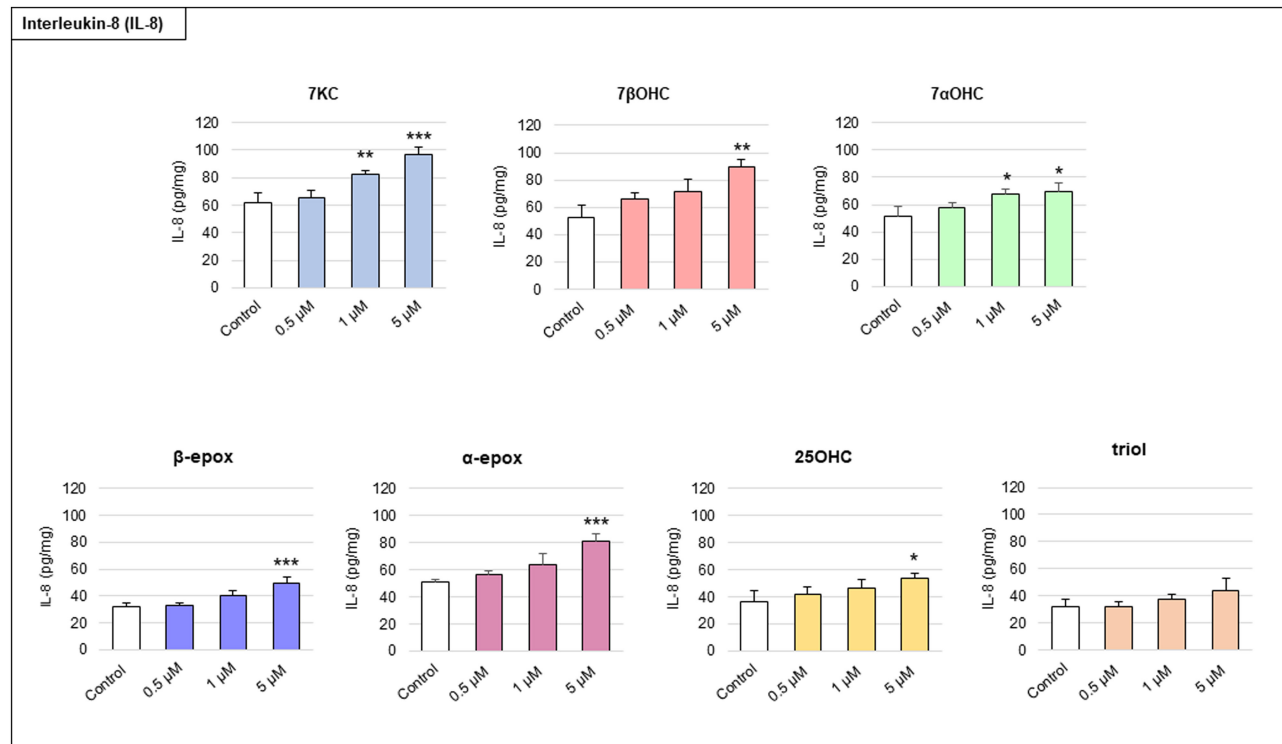 Interleukin-8 (IL-8)
7KC
IL-8 (pg/mg)
120
100
80
60
40
20
0
**
***
Control
0.5 µM
1 µM
5 µM
7βOHC
IL-8 (pg/mg)
120
100
80
60
40
20
0
**
Control
0.5 µM
1 µM
5 µM
7αOHC
IL-8 (pg/mg)
120
100
80
60
40
20
0
*
*
Control
0.5 µM
1 µM
5 µM
β-epox
IL-8 (pg/mg)
120
100
80
60
40
20
0
***
Control
0.5 µM
1 µM
5 µM
α-epox
IL-8 (pg/mg)
120
100
80
60
40
20
0
***
Control
0.5 µM
1 µM
5 µM
25OHC
IL-8 (pg/mg)
120
100
80
60
40
20
0
*
Control
0.5 µM
1 µM
5 µM
triol
IL-8 (pg/mg)
120
100
80
60
40
20
0
Control
0.5 µM
1 µM
5 µM